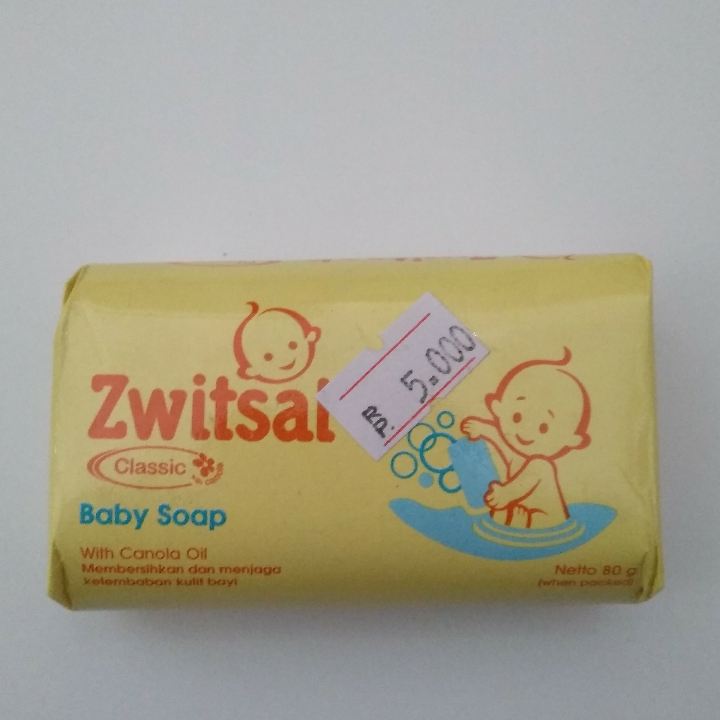 Zwitsal
Classic
Baby Soap
With Canola Oil
Membersihkan dan menjaga
kelembaban kulit bayi
RP. 5.000
Netto 80 g
(when packed)